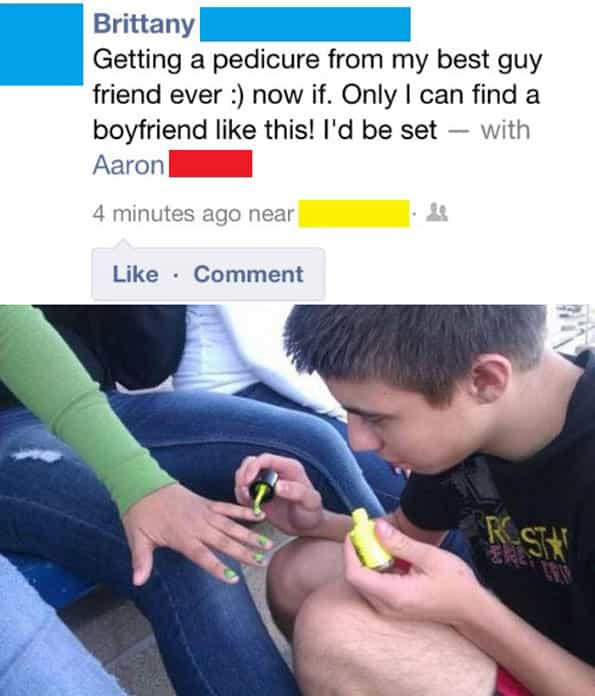 Brittany
Getting a pedicure from my best guy
friend ever :) now if. Only I can find a
boyfriend like this! I'd be set — with
Aaron
4 minutes ago near ·
Like · Comment